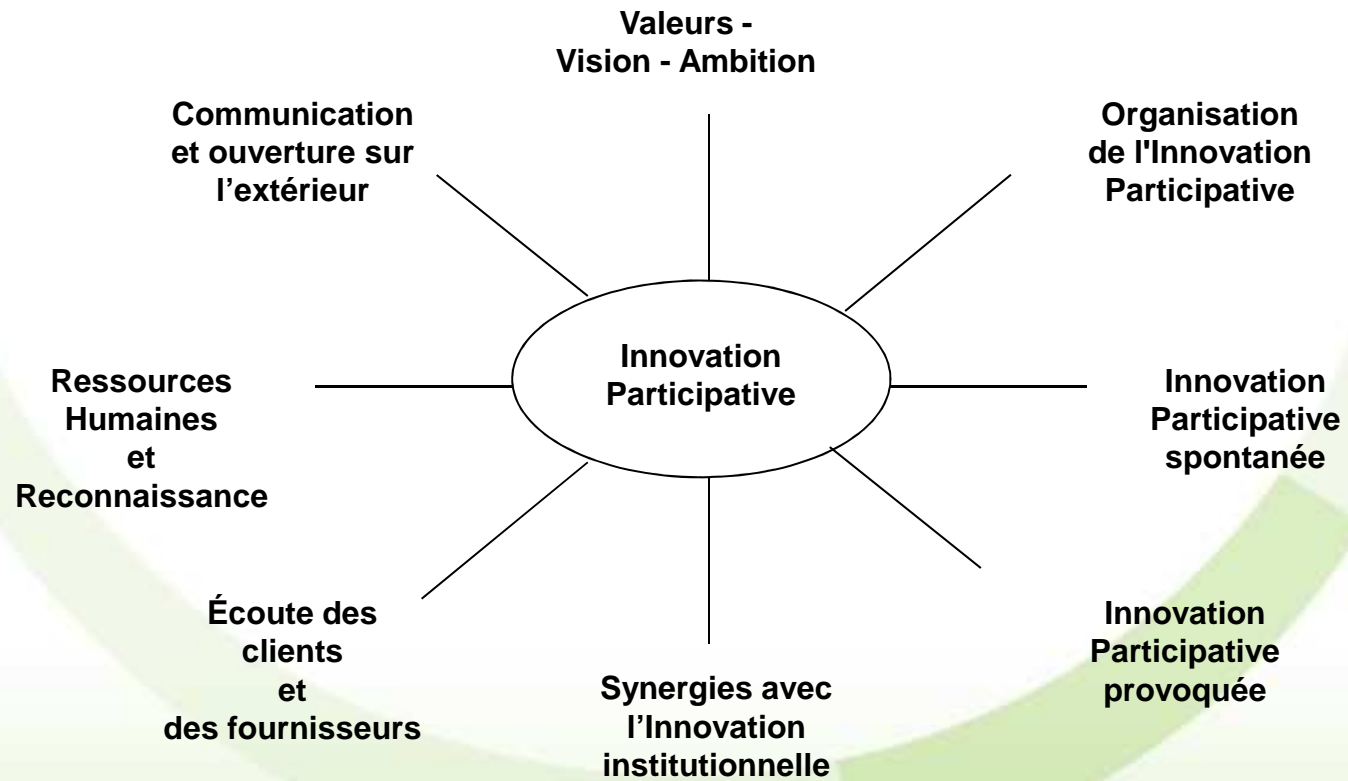 Valeurs -
Vision - Ambition
Communication
et ouverture sur
l’extérieur
Organisation
de l'Innovation
Participative
Innovation
Participative
Ressources
Humaines
et
Reconnaissance
Innovation
Participative
spontanée
Écoute des
clients
et
des fournisseurs
Synergies avec
l’Innovation
institutionnelle
Innovation
Participative
provoquée